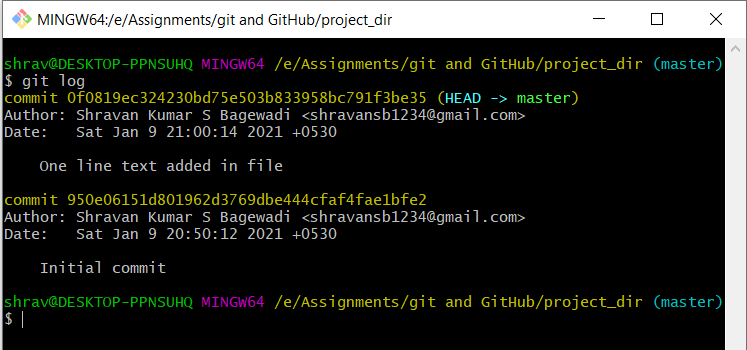 MINGW64:/e/Assignments/git and GitHub/project_dir
shrav@DESKTOP-PPNSUHQ MINGW64 /e/Assignments/git and GitHub/project_dir (master)
$ git log
commit 0f0819ec324230bd75e503b833958bc791f3be35 (HEAD -> master)
Author: Shravan Kumar S Bagewadi <shravansb1234@gmail.com>
Date:   Sat Jan 9 21:00:14 2021 +0530
    One line text added in file
commit 950e06151d801962d3769dbe444cfaf4fae1bfe2
Author: Shravan Kumar S Bagewadi <shravansb1234@gmail.com>
Date:   Sat Jan 9 20:50:12 2021 +0530
    Initial commit
shrav@DESKTOP-PPNSUHQ MINGW64 /e/Assignments/git and GitHub/project_dir (master)
$